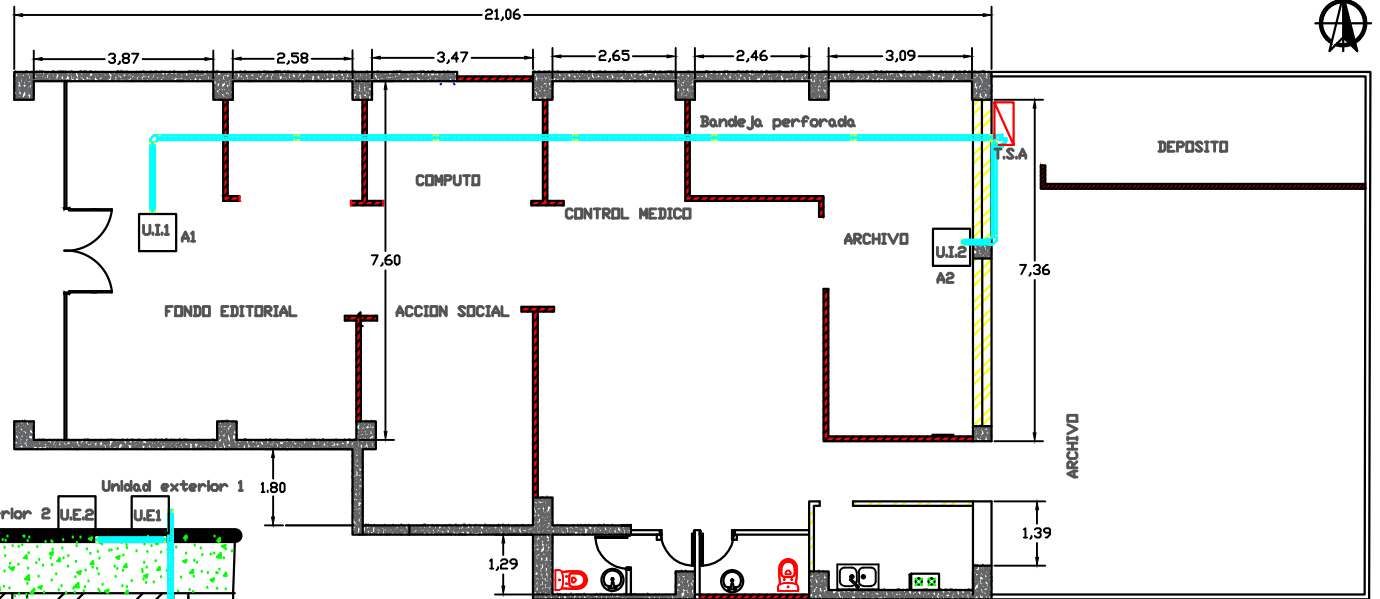 21,06
3,87
2,58
3,47
2,65
2,46
3,09
Bandeja perforada
T.S.A
DEPOSITO
COMPUTO
CONTROL MEDICO
U.I.1
A1
ARCHIVO
U.I.2
A2
7,60
7,36
FONDO EDITORIAL
ACCION SOCIAL
ARCHIVO
Unidad exterior 1
1.80
rior 2
U.E.2
U.E1
1,29
1,39